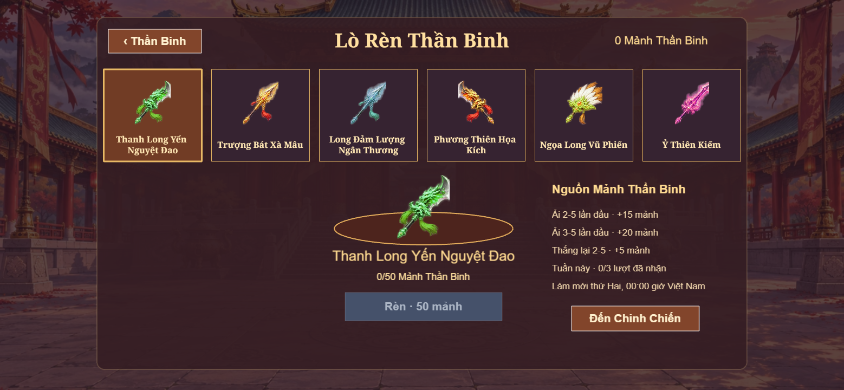 ‹ Thần Binh
Lò Rèn Thần Binh
0 Mảnh Thần Binh
Thanh Long Yển
Nguyệt Đao
Trượng Bát Xà Mâu
Long Đảm Lượng
Ngân Thương
Phương Thiên Họa
Kích
Ngọa Long Vũ Phiến
Ỷ Thiên Kiếm
Thanh Long Yển Nguyệt Đao
0/50 Mảnh Thần Binh
Rèn · 50 mảnh
Nguồn Mảnh Thần Binh
Ải 2-5 lần đầu · +15 mảnh
Ải 3-5 lần đầu · +20 mảnh
Thắng lại 2-5 · +5 mảnh
Tuần này · 0/3 lượt đã nhận
Làm mới thứ Hai, 00:00 giờ Việt Nam
Đến Chinh Chiến